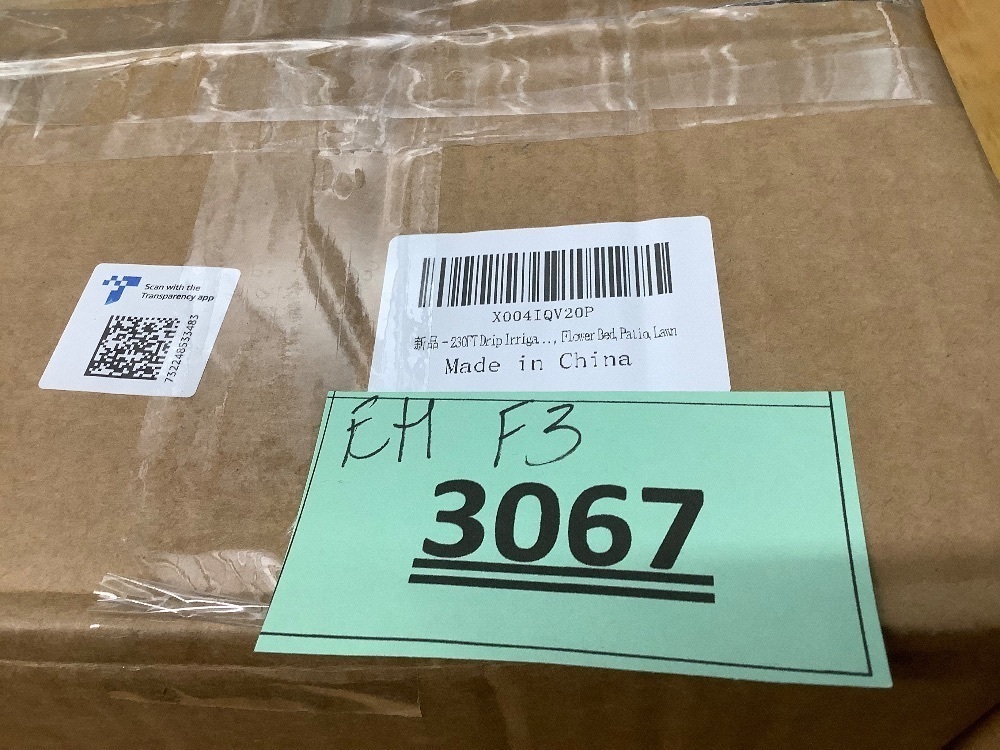 Scan with the
Transparency app
732248533483
X004IQV20P
新品 - 230FT Drip Irriga..., Flower Bed, Patio, Lawn
Made in China
EH F3
3067